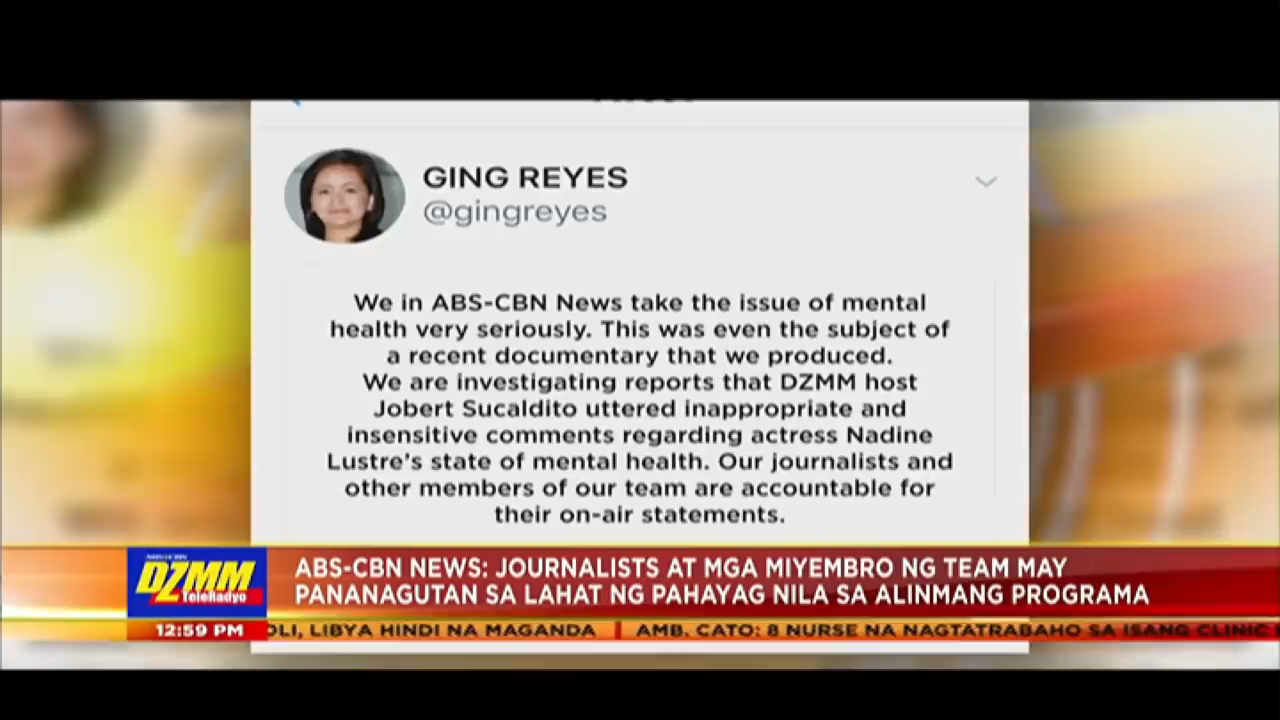 GING REYES
@gingreyes
We in ABS-CBN News take the issue of mental
health very seriously. This was even the subject of
a recent documentary that we produced.
We are investigating reports that DZMM host
Jobert Sucaldito uttered inappropriate and
insensitive comments regarding actress Nadine
Lustre's state of mental health. Our journalists and
other members of our team are accountable for
their on-air statements.
DZMM
TeleRadyo
ABS-CBN NEWS: JOURNALISTS AT MGA MIYEMBRO NG TEAM MAY
PANANAGUTAN SA LAHAT NG PAHAYAG NILA SA ALINMANG PROGRAMA
12:59 PM
OLI, LIBYA HINDI NA MAGANDA | AMB. CATO: 8 NURSE NA NAGTATRABAHO SA ISANG CLINIC